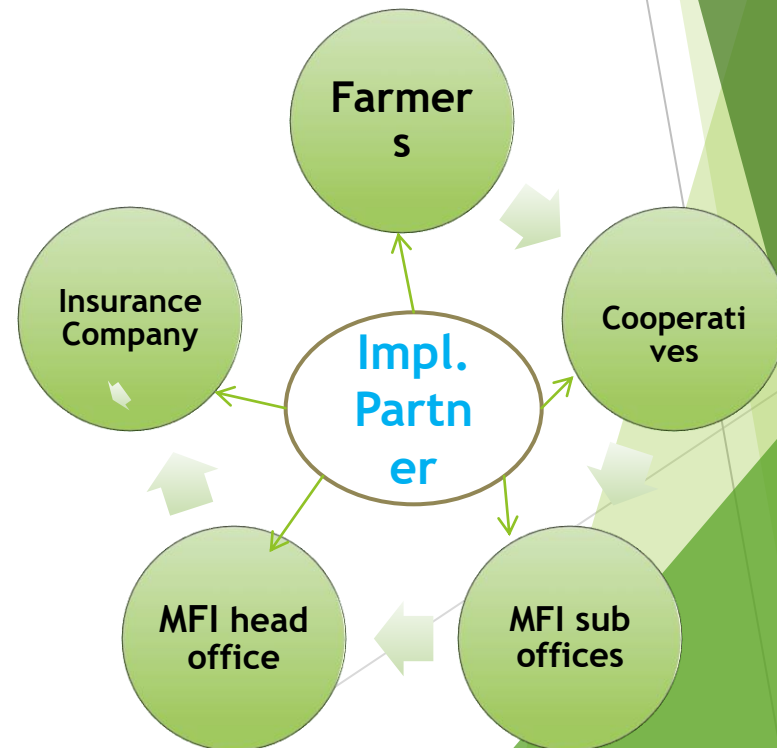 Farmer
s
Insurance
Company
Cooperati
ves
Impl.
Partn
er
MFI head
office
MFI sub
offices